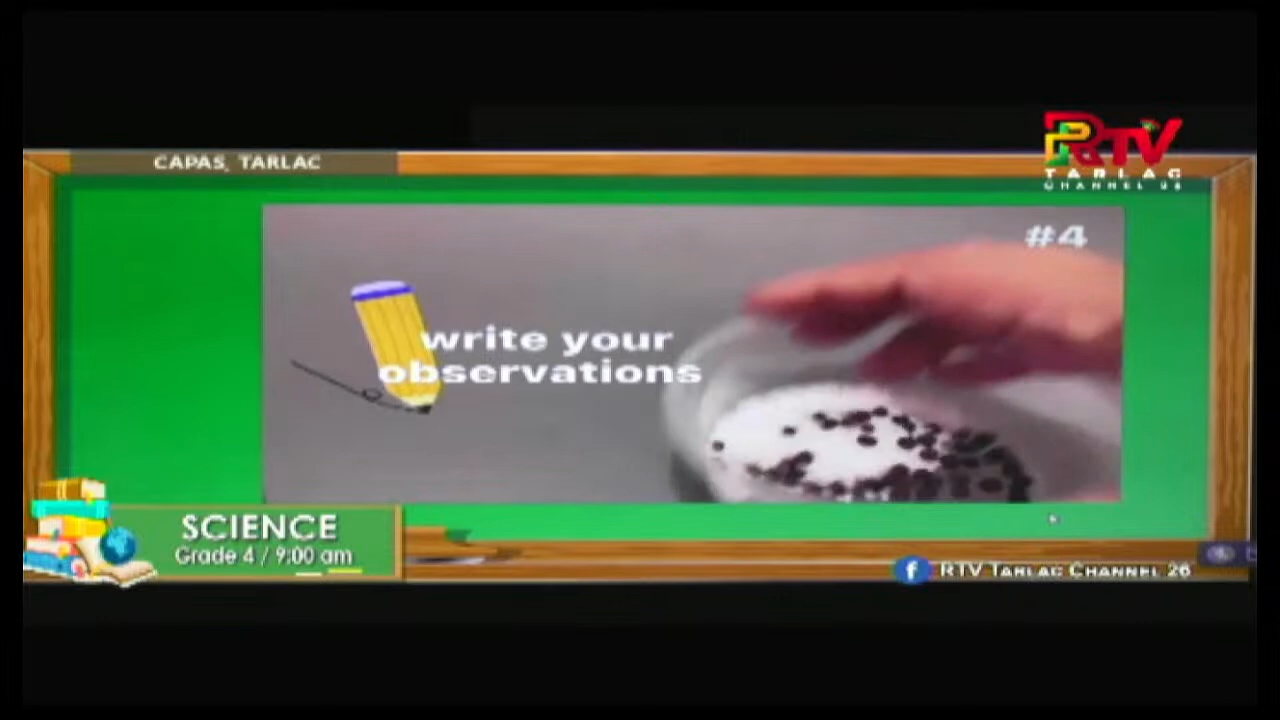 CAPAS, TARLAC
RTV
TARLAC
CHANNEL 26
#4
write your
observations
SCIENCE
Grade 4 / 9:00 am
RTV TARLAC CHANNEL 26